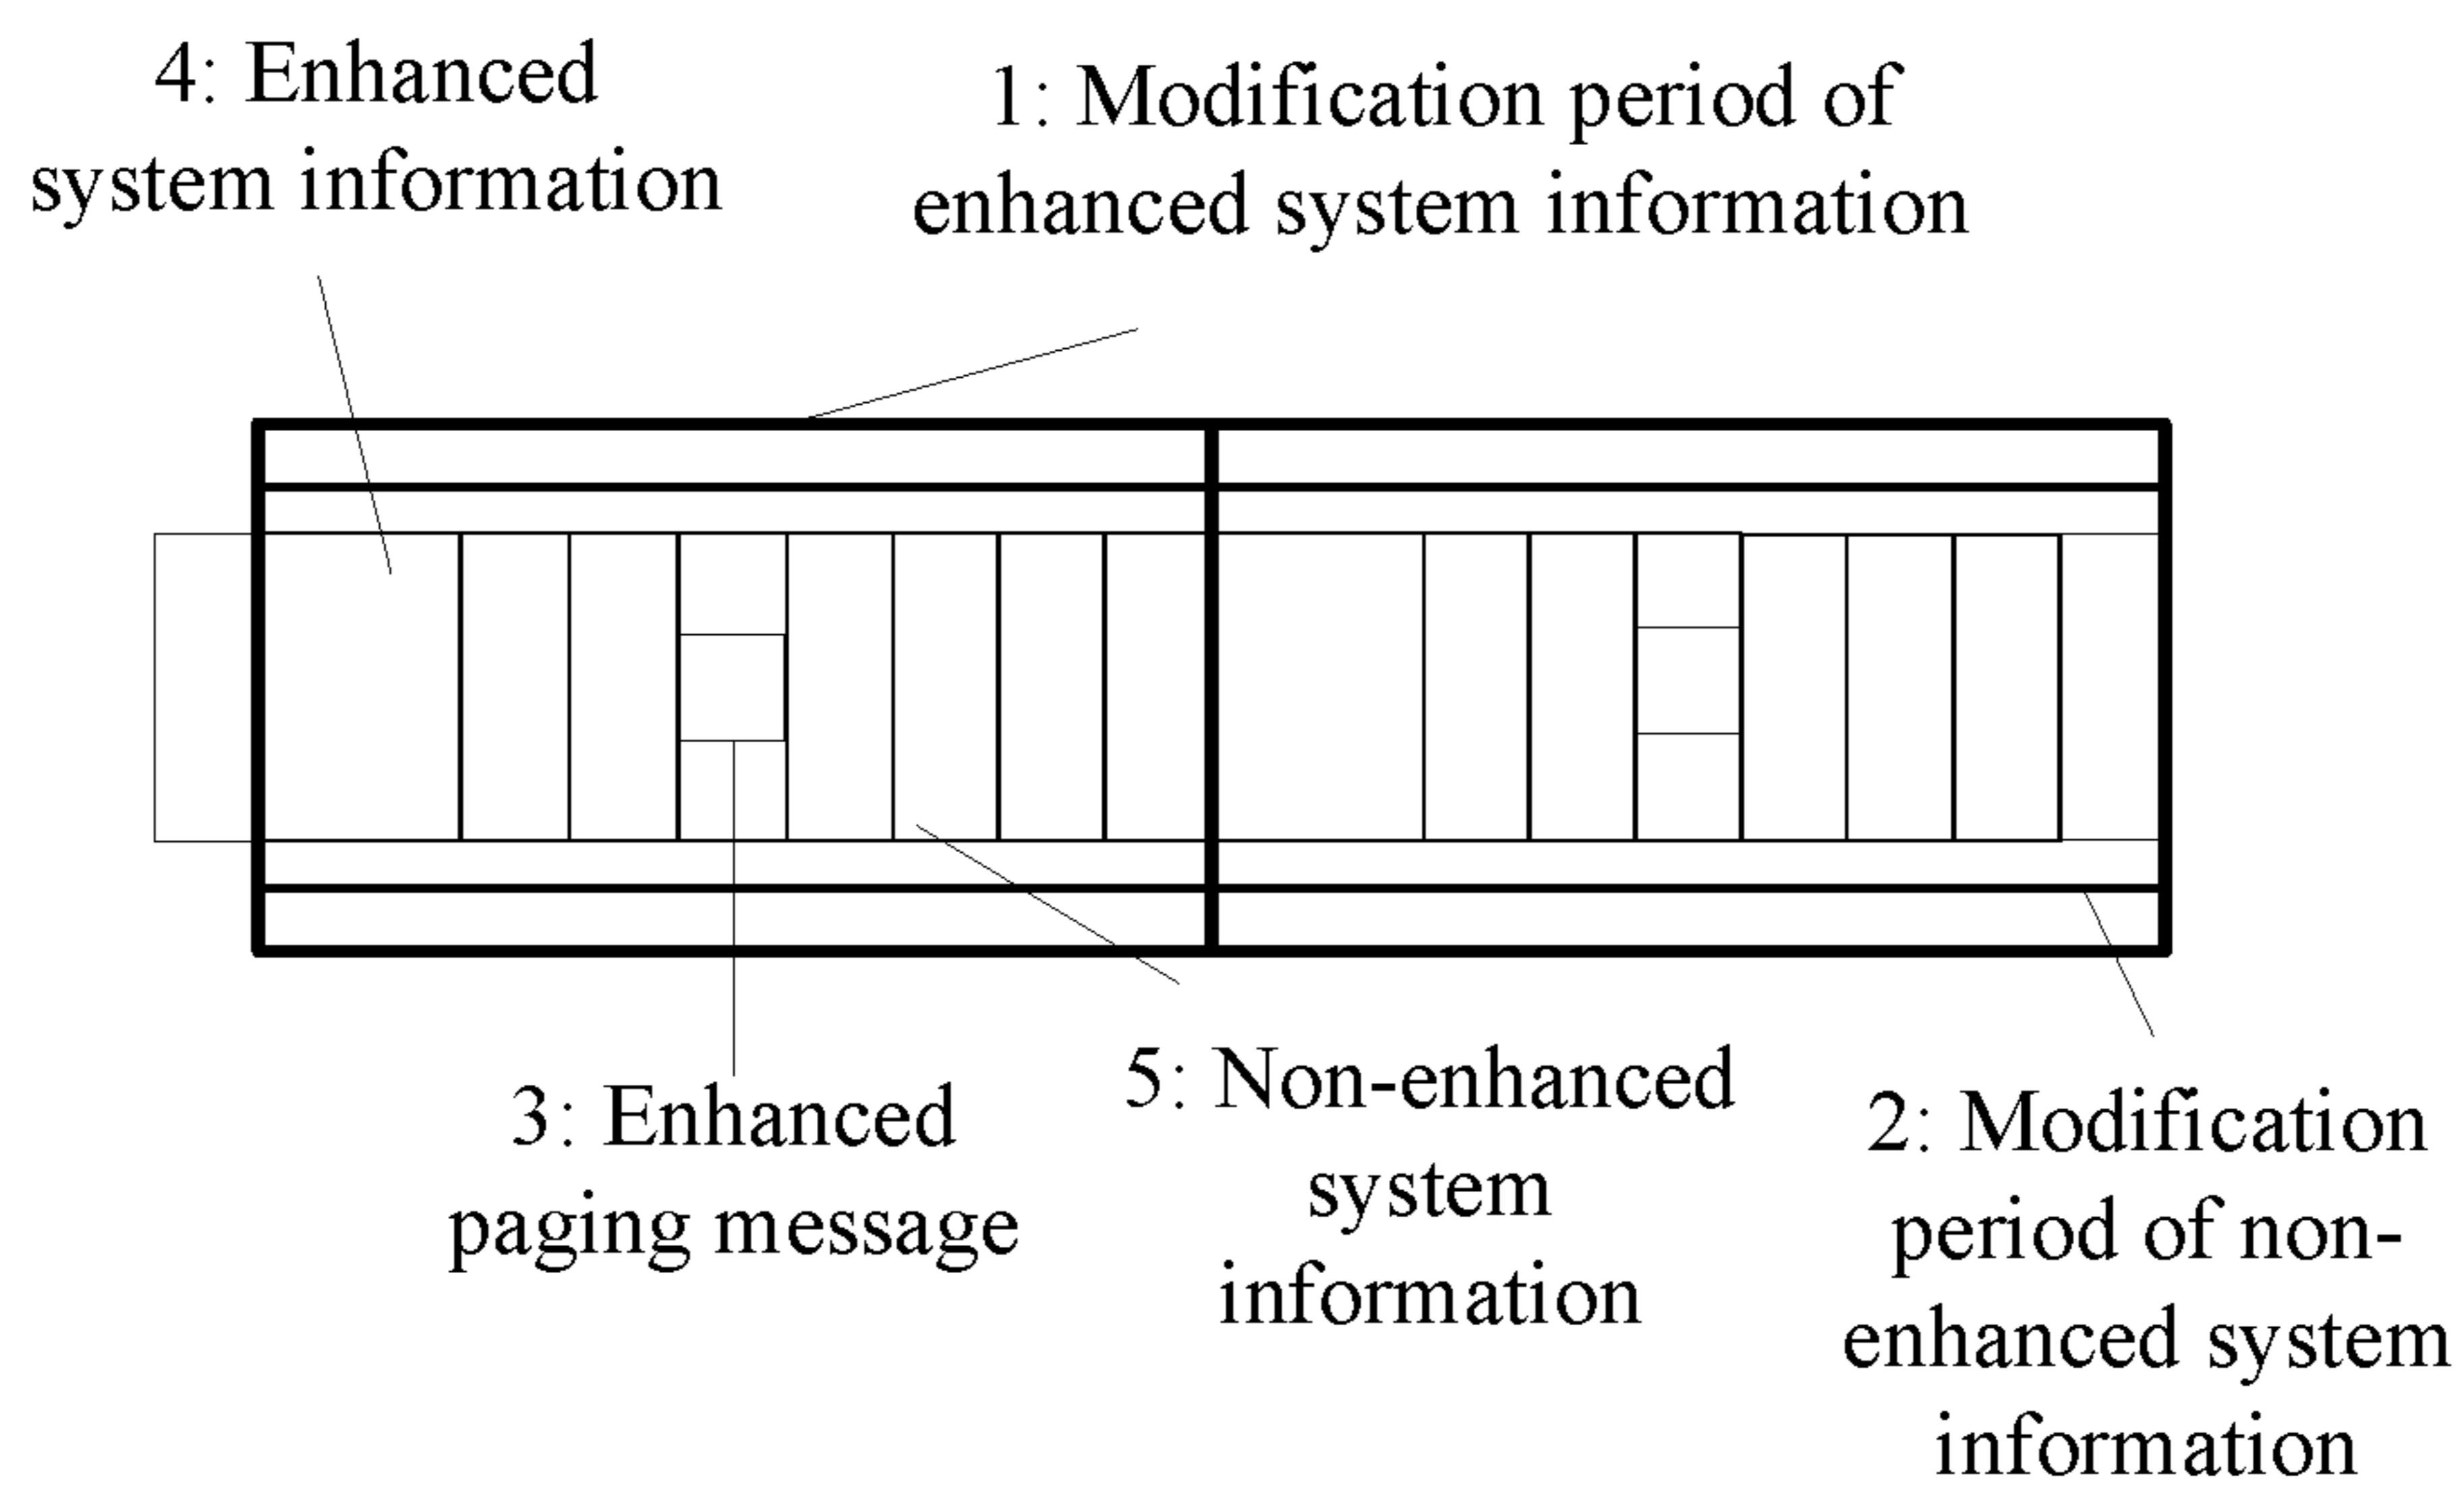 4: Enhanced
system information
1: Modification period of
enhanced system information
3: Enhanced
paging message
5: Non-enhanced
system
information
2: Modification
period of non-
enhanced system
information